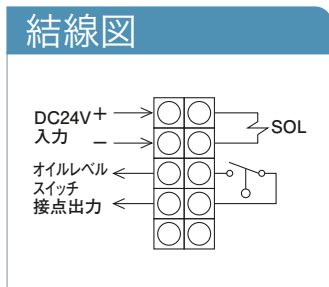 結線図
DC24V+
入力 −
SOL
オイルレベル
スイッチ
接点出力